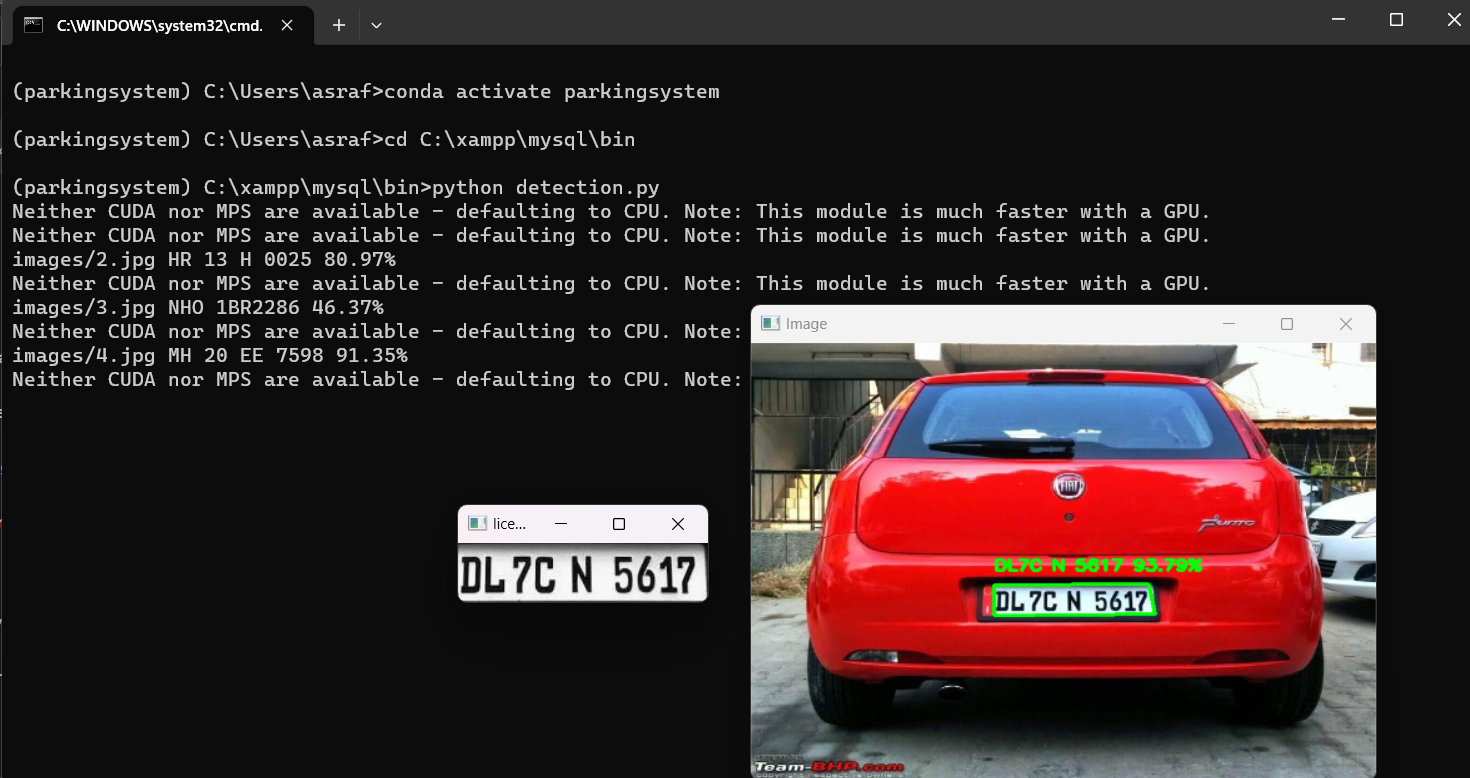 C:\WINDOWS\system32\cmd.
(parkingsystem) C:\Users\asraf>conda activate parkingsystem
(parkingsystem) C:\Users\asraf>cd C:\xampp\mysql\bin
(parkingsystem) C:\xampp\mysql\bin>python detection.py
Neither CUDA nor MPS are available - defaulting to CPU. Note: This module is much faster with a GPU.
Neither CUDA nor MPS are available - defaulting to CPU. Note: This module is much faster with a GPU.
images/2.jpg HR 13 H 0025 80.97%
Neither CUDA nor MPS are available - defaulting to CPU. Note: This module is much faster with a GPU.
images/3.jpg NHO 1BR2286 46.37%
Neither CUDA nor MPS are available - defaulting to CPU. Note:
images/4.jpg MH 20 EE 7598 91.35%
Neither CUDA nor MPS are available - defaulting to CPU. Note:
lice...
DL7C N 5617
Image
FIAT
Punto
DL7C N 5617 93.79%
DL7C N 5617
Team-BHP.com
copyright respective owners